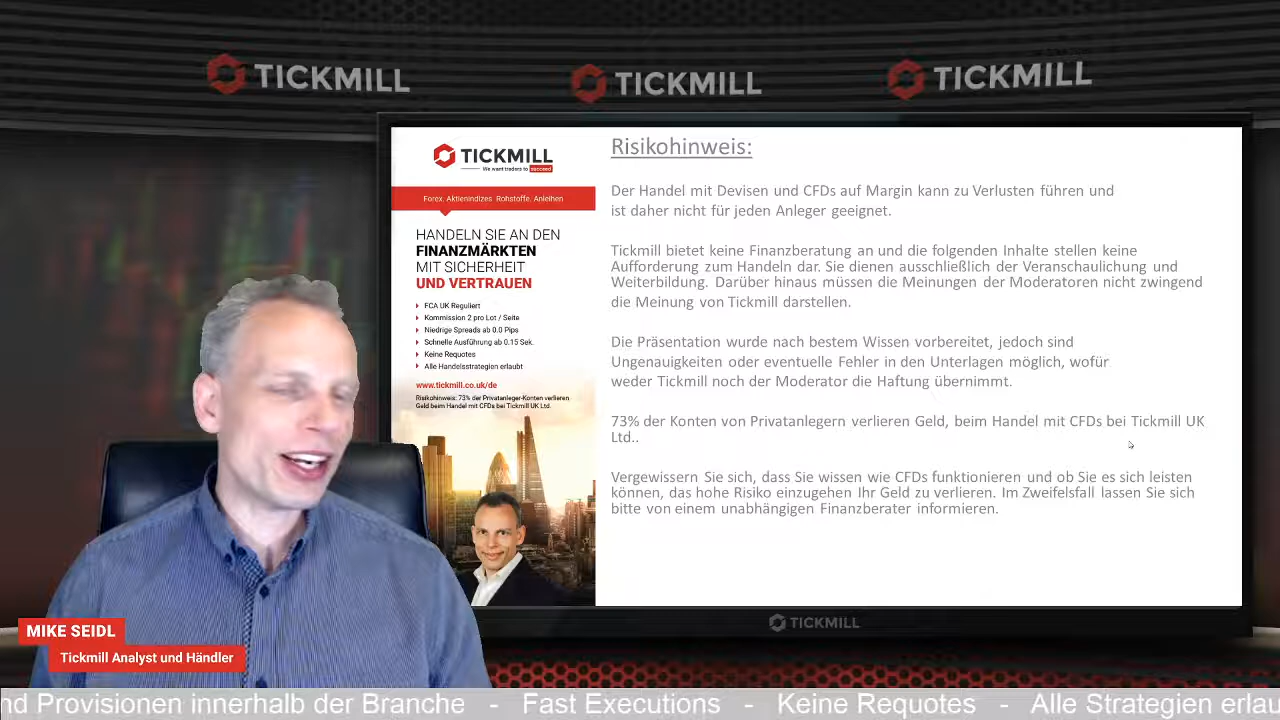 TICKMILL
TICKMILL
TICKMILL
TICKMILL
We want traders to succeed
Forex. Aktienindizes Rohstoffe. Anleihen
HANDELN SIE AN DEN
FINANZMÄRKTEN
MIT SICHERHEIT
UND VERTRAUEN
FCA UK Reguliert
Kommission 2 pro Lot / Seite
Niedrige Spreads ab 0.0 Pips
Schnelle Ausführung ab 0.15 Sek.
Keine Requotes
Alle Handelsstrategien erlaubt
www.tickmill.co.uk/de
Risikohinweis: 73% der Privatanleger-Konten verlieren
Geld beim Handel mit CFDs bei Tickmill UK Ltd.
Risikohinweis:
Der Handel mit Devisen und CFDs auf Margin kann zu Verlusten führen und
ist daher nicht für jeden Anleger geeignet.
Tickmill bietet keine Finanzberatung an und die folgenden Inhalte stellen keine
Aufforderung zum Handeln dar. Sie dienen ausschließlich der Veranschaulichung und
Weiterbildung. Darüber hinaus müssen die Meinungen der Moderatoren nicht zwingend
die Meinung von Tickmill darstellen.
Die Präsentation wurde nach bestem Wissen vorbereitet, jedoch sind
Ungenauigkeiten oder eventuelle Fehler in den Unterlagen möglich, wofür
weder Tickmill noch der Moderator die Haftung übernimmt.
73% der Konten von Privatanlegern verlieren Geld, beim Handel mit CFDs bei Tickmill UK
Ltd..
Vergewissern Sie sich, dass Sie wissen wie CFDs funktionieren und ob Sie es sich leisten
können, das hohe Risiko einzugehen Ihr Geld zu verlieren. Im Zweifelsfall lassen Sie sich
bitte von einem unabhängigen Finanzberater informieren.
TICKMILL
MIKE SEIDL
Tickmill Analyst und Händler
nd Provisionen innerhalb der Branche - Fast Executions - Keine Requotes - Alle Strategien erlau